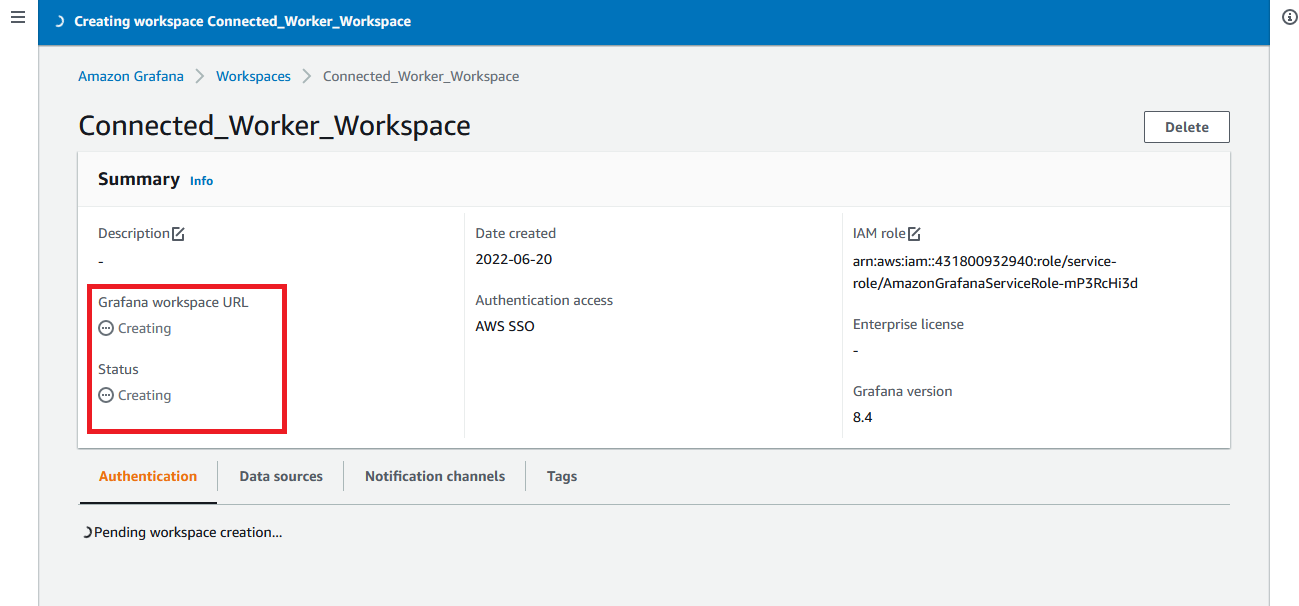 Creating workspace Connected_Worker_Workspace
Amazon Grafana > Workspaces > Connected_Worker_Workspace
Connected_Worker_Workspace
Delete
Summary Info
Description
-
Grafana workspace URL
Creating
Status
Creating
Date created
2022-06-20
Authentication access
AWS SSO
IAM role
arn:aws:iam::431800932940:role/service-
role/AmazonGrafanaServiceRole-mP3RcHi3d
Enterprise license
-
Grafana version
8.4
Authentication Data sources Notification channels Tags
Pending workspace creation...